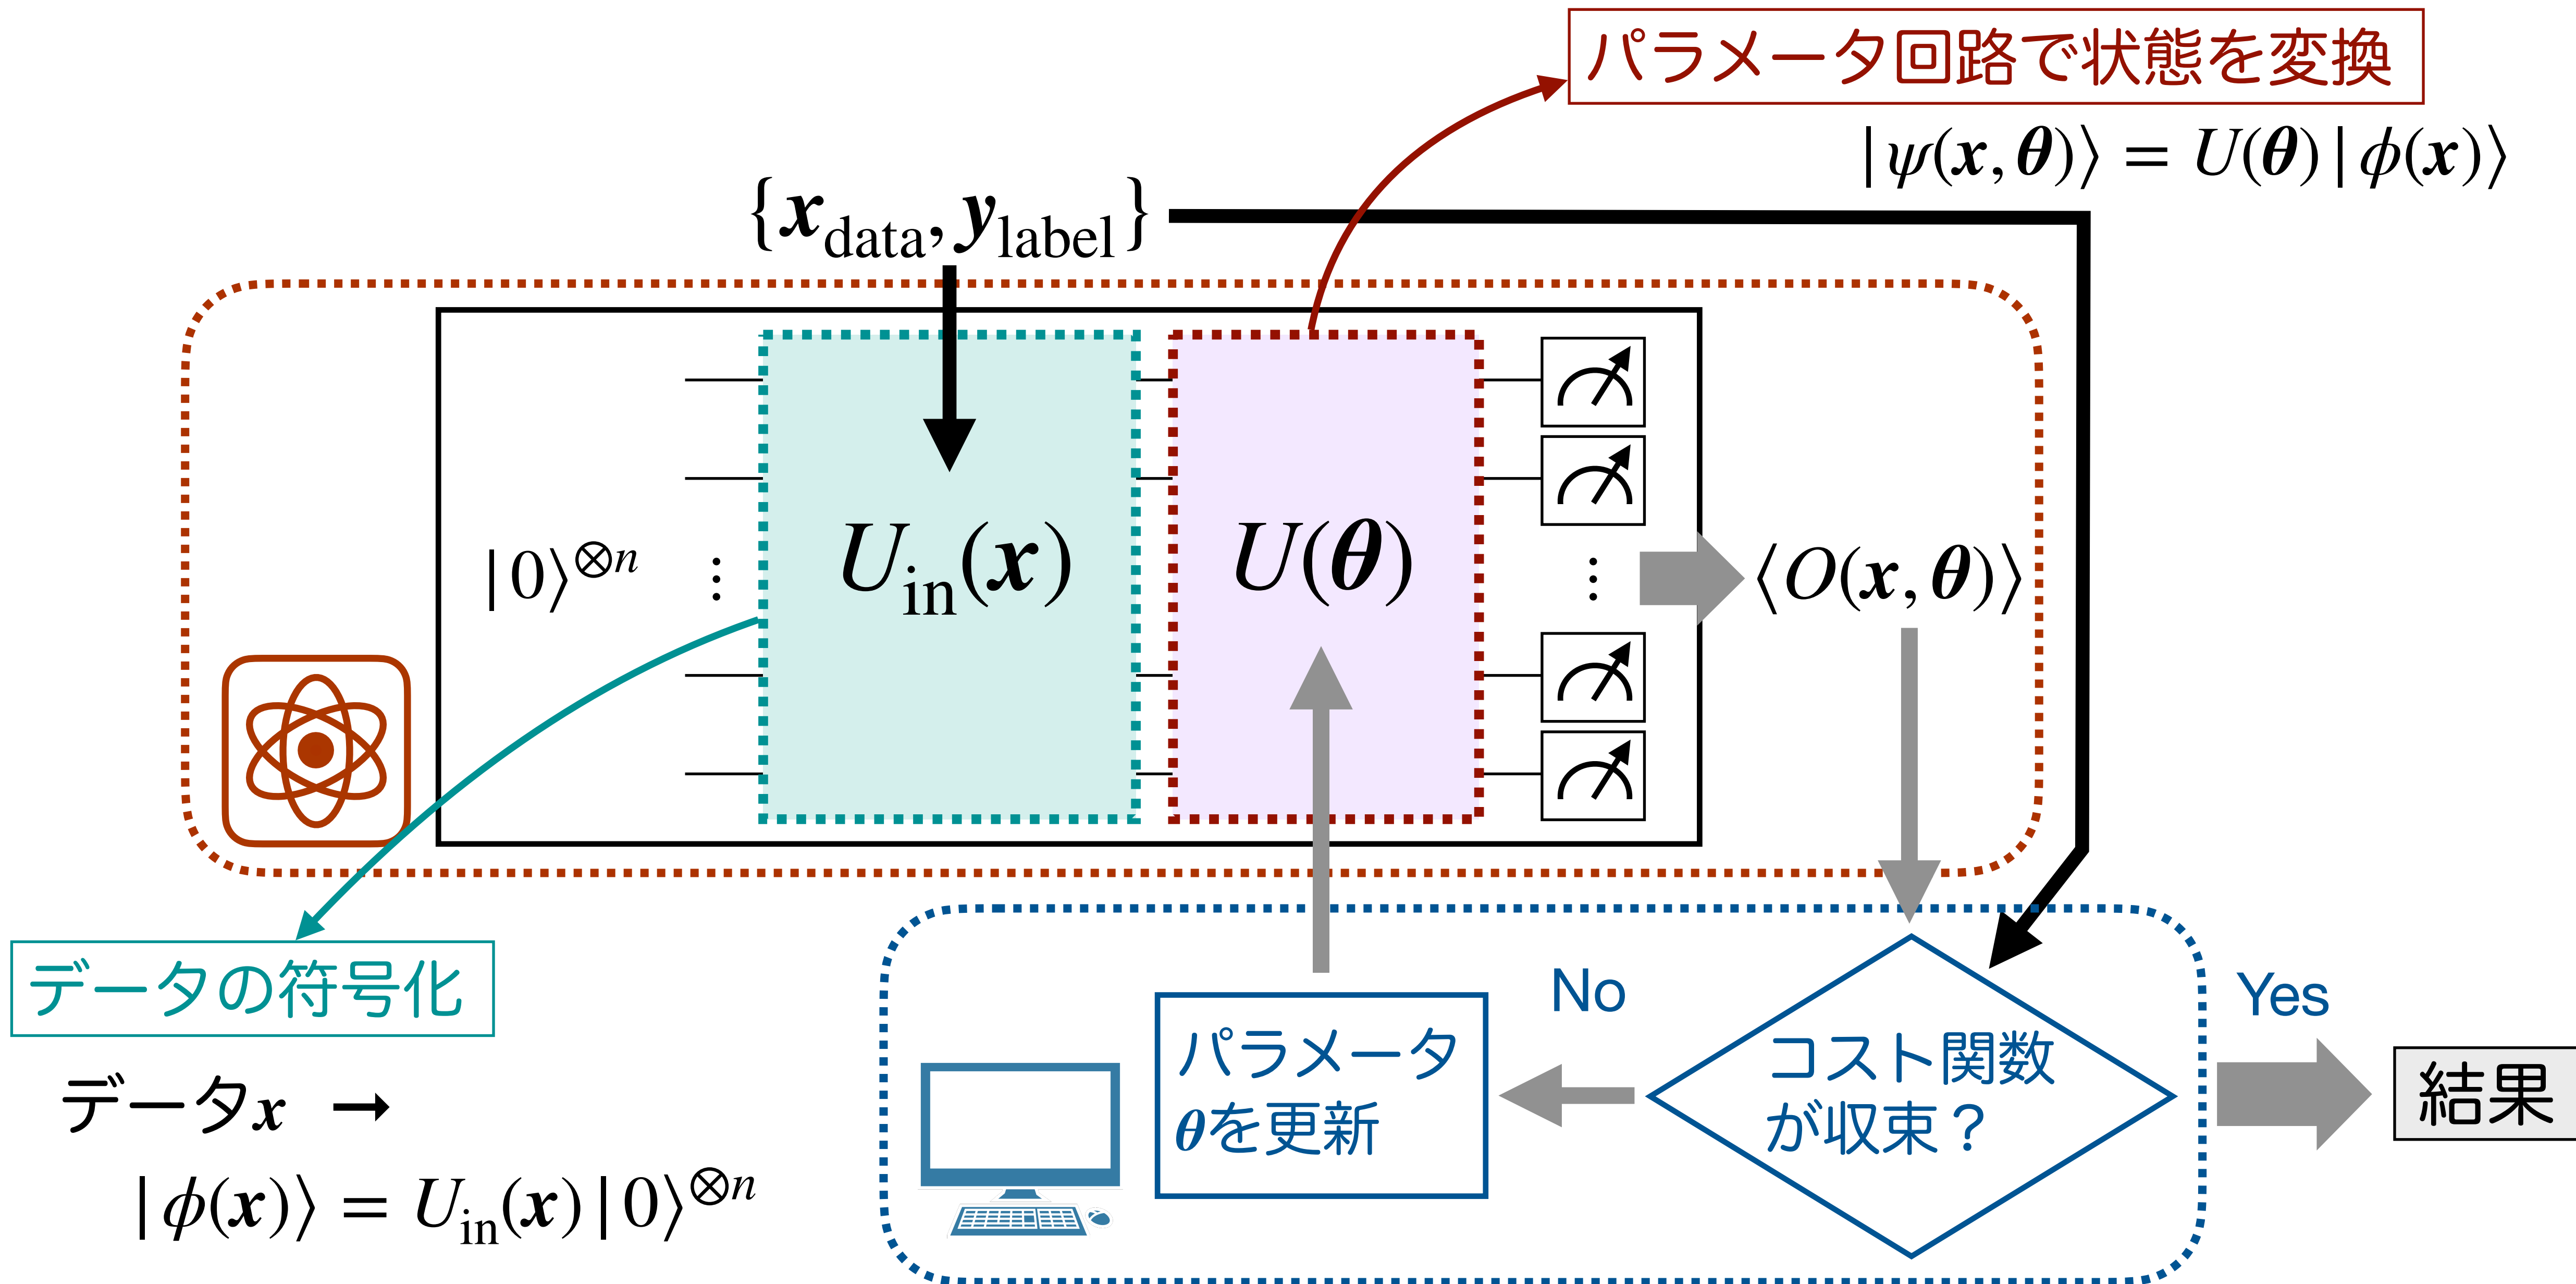 パラメータ回路で状態を変換
|ψ(x, θ)⟩ = U(θ)|ϕ(x)⟩
{x_data, y_label}
|0⟩^⊗n
⋮
U_in(x)
U(θ)
⋮
⟨O(x, θ)⟩
データの符号化
データx →
|ϕ(x)⟩ = U_in(x)|0⟩^⊗n
パラメータ
θを更新
No
コスト関数
が収束？
Yes
結果